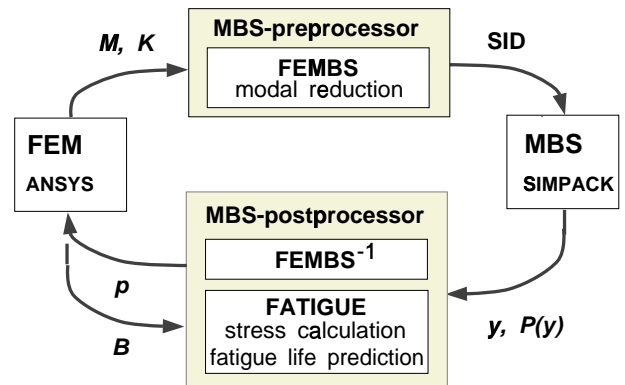 M, K
MBS-preprocessor
FEMBS
modal reduction
SID
FEM
ANSYS
MBS
SIMPACK
MBS-postprocessor
FEMBS-1
p
B
FATIGUE
stress calculation
fatigue life prediction
y, P(y)